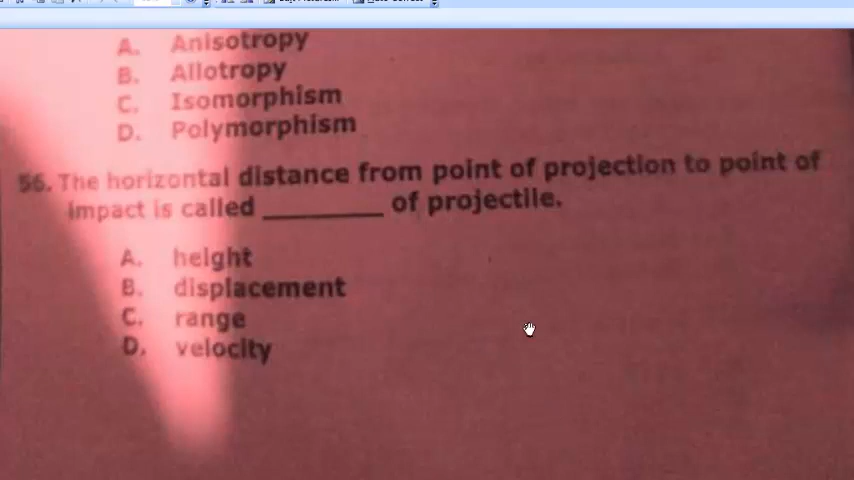 A. Anisotropy
B. Allotropy
C. Isomorphism
D. Polymorphism
56. The horizontal distance from point of projection to point of
impact is called ________ of projectile.
A. height
B. displacement
C. range
D. velocity